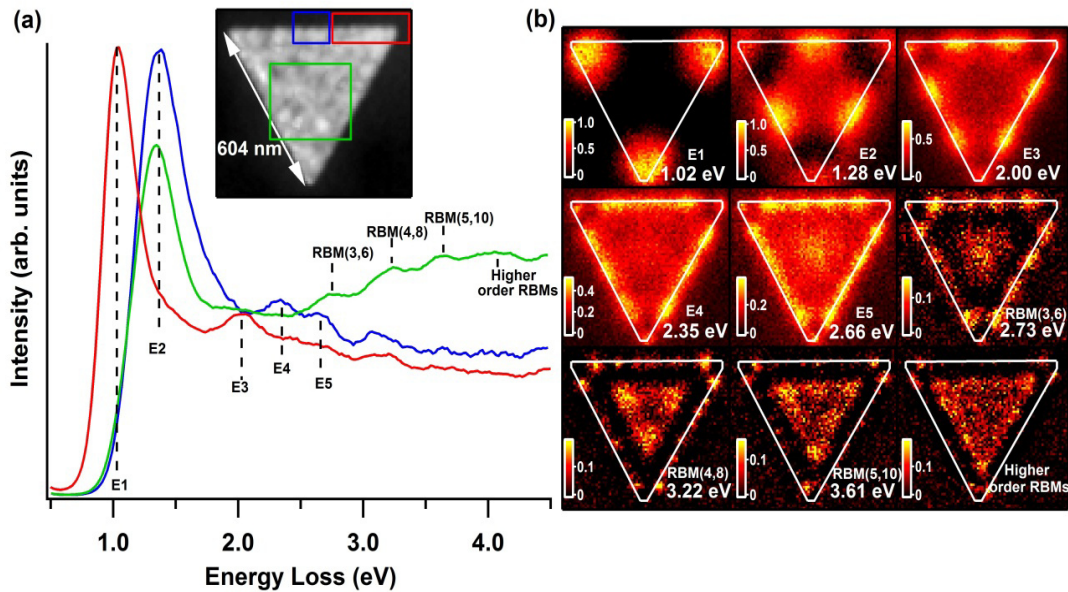 (a)
Intensity (arb. units)
604 nm
E1
E2
E3
E4
E5
RBM(3,6)
RBM(4,8)
RBM(5,10)
Higher
order RBMs
1.0
2.0
3.0
4.0
Energy Loss (eV)
(b)
1.0
0.5
0
E1
1.02 eV
1.0
0.5
0
E2
1.28 eV
0.5
0
E3
2.00 eV
0.4
0.2
0
E4
2.35 eV
0.2
0
E5
2.66 eV
0.1
0
RBM(3,6)
2.73 eV
0.1
0
RBM(4,8)
3.22 eV
0.1
0
RBM(5,10)
3.61 eV
0.1
0
Higher
order RBMs